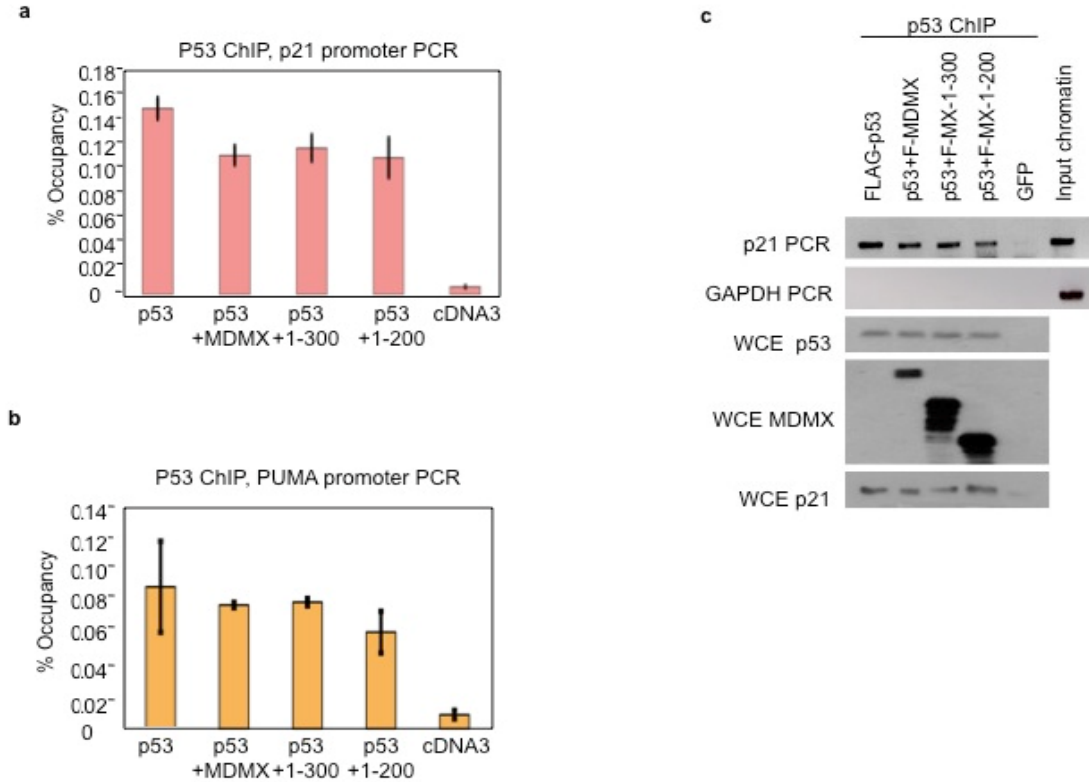 a
P53 ChIP, p21 promoter PCR
% Occupancy
0.18
0.16
0.14
0.12
0.10
0.08
0.06
0.04
0.02
0
p53 p53 p53 p53 cDNA3
+MDMX +1-300 +1-200
b
P53 ChIP, PUMA promoter PCR
% Occupancy
0.14
0.12
0.10
0.08
0.06
0.04
0.02
0
p53 p53 p53 p53 cDNA3
+MDMX +1-300 +1-200
c
p53 ChIP
FLAG-p53
p53+F-MDMX
p53+F-MX-1-300
p53+F-MX-1-200
GFP
Input chromatin
p21 PCR
GAPDH PCR
WCE p53
WCE MDMX
WCE p21